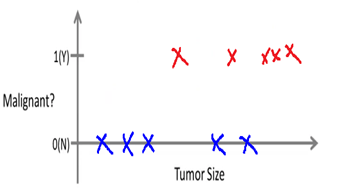 1(Y)
Malignant?
0(N)
Tumor Size